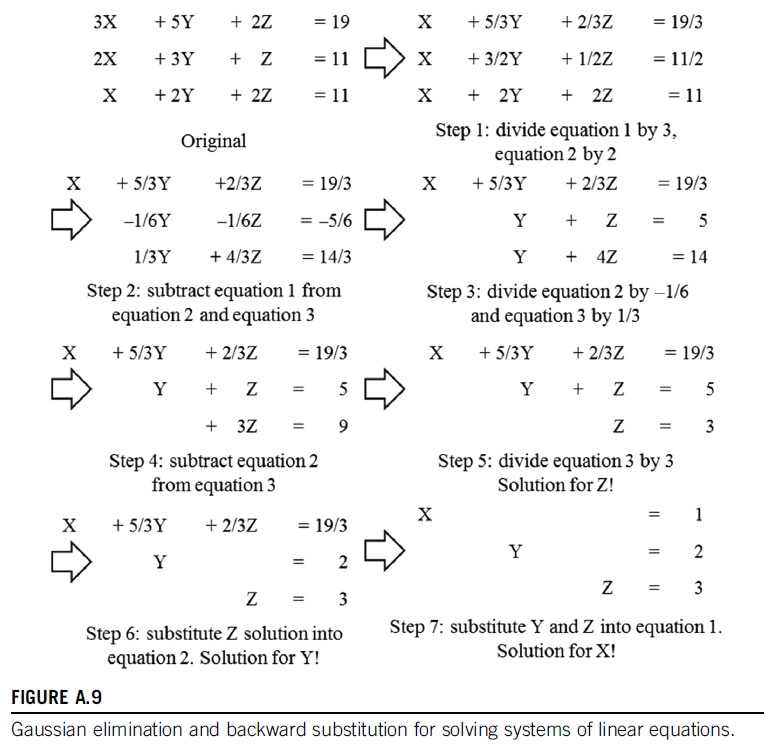 3X + 5Y + 2Z = 19
2X + 3Y + Z = 11
X + 2Y + 2Z = 11
Original
X + 5/3Y + 2/3Z = 19/3
X + 3/2Y + 1/2Z = 11/2
X + 2Y + 2Z = 11
Step 1: divide equation 1 by 3,
equation 2 by 2
X + 5/3Y +2/3Z = 19/3
–1/6Y –1/6Z = –5/6
1/3Y + 4/3Z = 14/3
Step 2: subtract equation 1 from
equation 2 and equation 3
X + 5/3Y + 2/3Z = 19/3
Y + Z = 5
Y + 4Z = 14
Step 3: divide equation 2 by –1/6
and equation 3 by 1/3
X + 5/3Y + 2/3Z = 19/3
Y + Z = 5
+ 3Z = 9
Step 4: subtract equation 2
from equation 3
X + 5/3Y + 2/3Z = 19/3
Y + Z = 5
Z = 3
Step 5: divide equation 3 by 3
Solution for Z!
X + 5/3Y + 2/3Z = 19/3
Y = 2
Z = 3
Step 6: substitute Z solution into
equation 2. Solution for Y!
X = 1
Y = 2
Z = 3
Step 7: substitute Y and Z into equation 1.
Solution for X!
FIGURE A.9
Gaussian elimination and backward substitution for solving systems of linear equations.